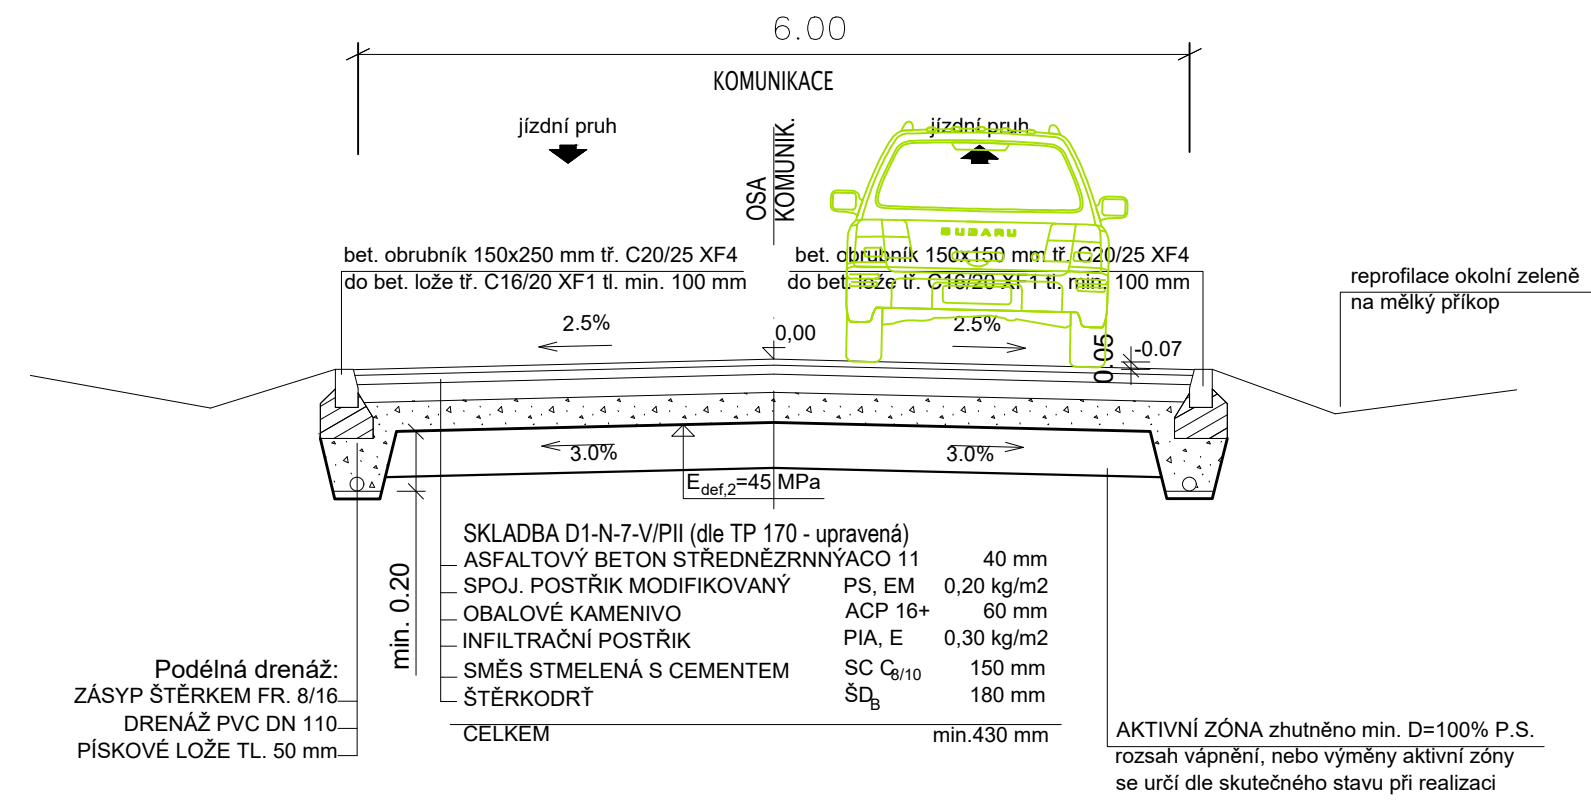 6.00
KOMUNIKACE
jízdní pruh
jízdní pruh
OSA
KOMUNIK.
SUBARU
bet. obrubník 150x250 mm tř. C20/25 XF4
do bet. lože tř. C16/20 XF1 tl. min. 100 mm
bet. obrubník 150x150 mm tř. C20/25 XF4
do bet. lože tř. C16/20 XF1 tl. min. 100 mm
reprofilace okolní zeleně
na mělký příkop
2.5%
0,00
2.5%
0.05
-0.07
3.0%
3.0%
Edef,2=45 MPa
min. 0.20
SKLADBA D1-N-7-V/PII (dle TP 170 - upravená)
ASFALTOVÝ BETON STŘEDNĚZRNNÝ ACO 11 40 mm
SPOJ. POSTŘIK MODIFIKOVANÝ PS, EM 0,20 kg/m2
OBALOVÉ KAMENIVO ACP 16+ 60 mm
INFILTRAČNÍ POSTŘIK PIA, E 0,30 kg/m2
SMĚS STMELENÁ S CEMENTEM SC C8/10 150 mm
ŠTĚRKODRŤ ŠDB 180 mm
CELKEM min.430 mm
Podélná drenáž:
ZÁSYP ŠTĚRKEM FR. 8/16
DRENÁŽ PVC DN 110
PÍSKOVÉ LOŽE TL. 50 mm
AKTIVNÍ ZÓNA zhutněno min. D=100% P.S.
rozsah vápnění, nebo výměny aktivní zóny
se určí dle skutečného stavu při realizaci